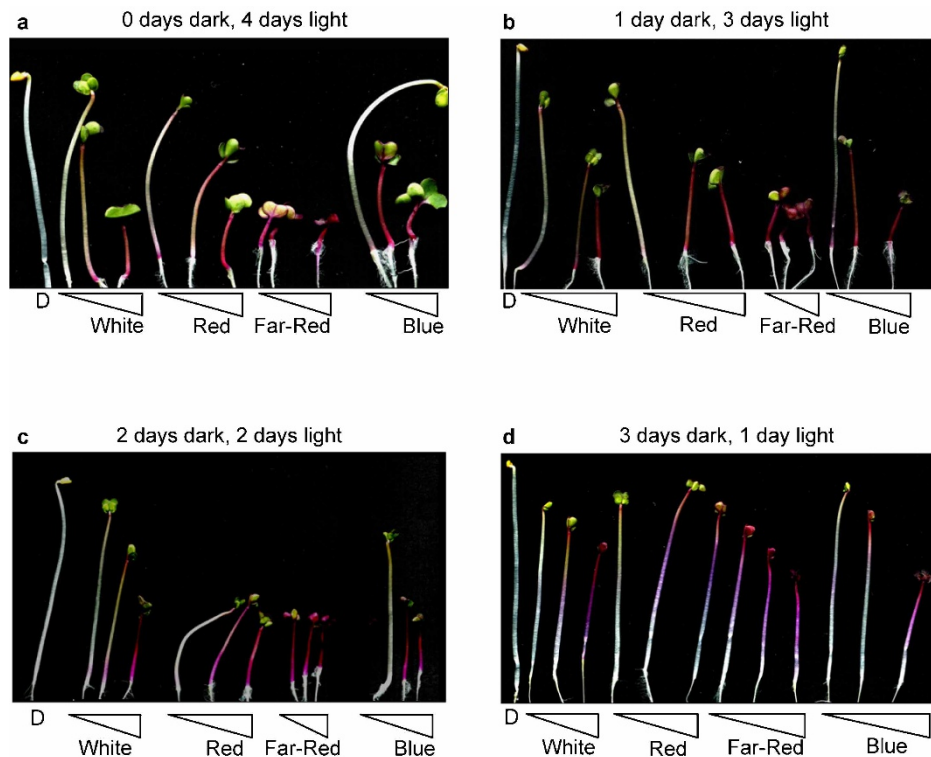 a 0 days dark, 4 days light
b 1 day dark, 3 days light
D White Red Far-Red Blue
D White Red Far-Red Blue
c 2 days dark, 2 days light
d 3 days dark, 1 day light
D White Red Far-Red Blue
D White Red Far-Red Blue